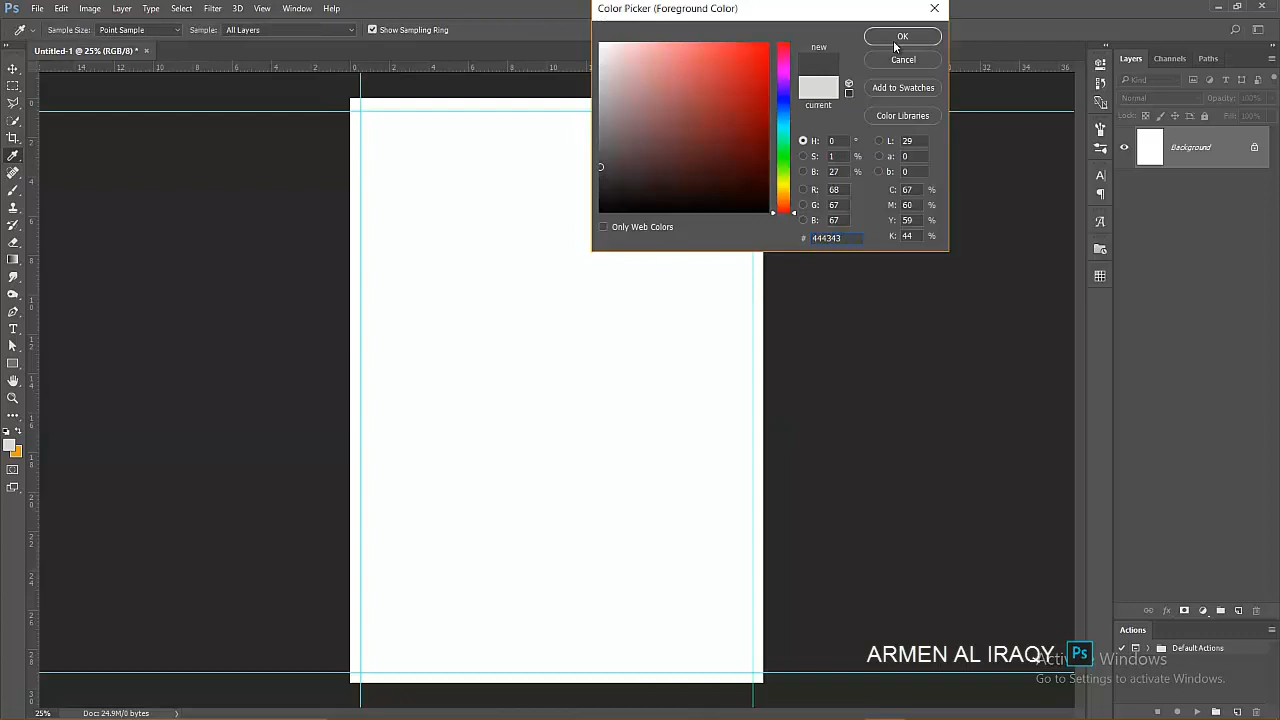 Ps File Edit Image Layer Type Select Filter 3D View Window Help
Color Picker (Foreground Color)
Sample Size: Point Sample Sample: All Layers Show Sampling Ring
Untitled-1 @ 25% (RGB/8) *
OK
new
Cancel
current
Add to Swatches
Color Libraries
H: 0 °
S: 1 %
B: 27 %
R: 68
G: 67
B: 67
# 444343
L: 29
a: 0
b: 0
C: 67 %
M: 60 %
Y: 59 %
K: 44 %
Only Web Colors
Layers Channels Paths
Kind
Normal Opacity: 100%
Lock: Fill: 100%
Background
Actions
Default Actions
ARMEN AL IRAQY Ps
Activate Windows
Go to Settings to activate Windows.
25% Doc: 24.9M/0 bytes